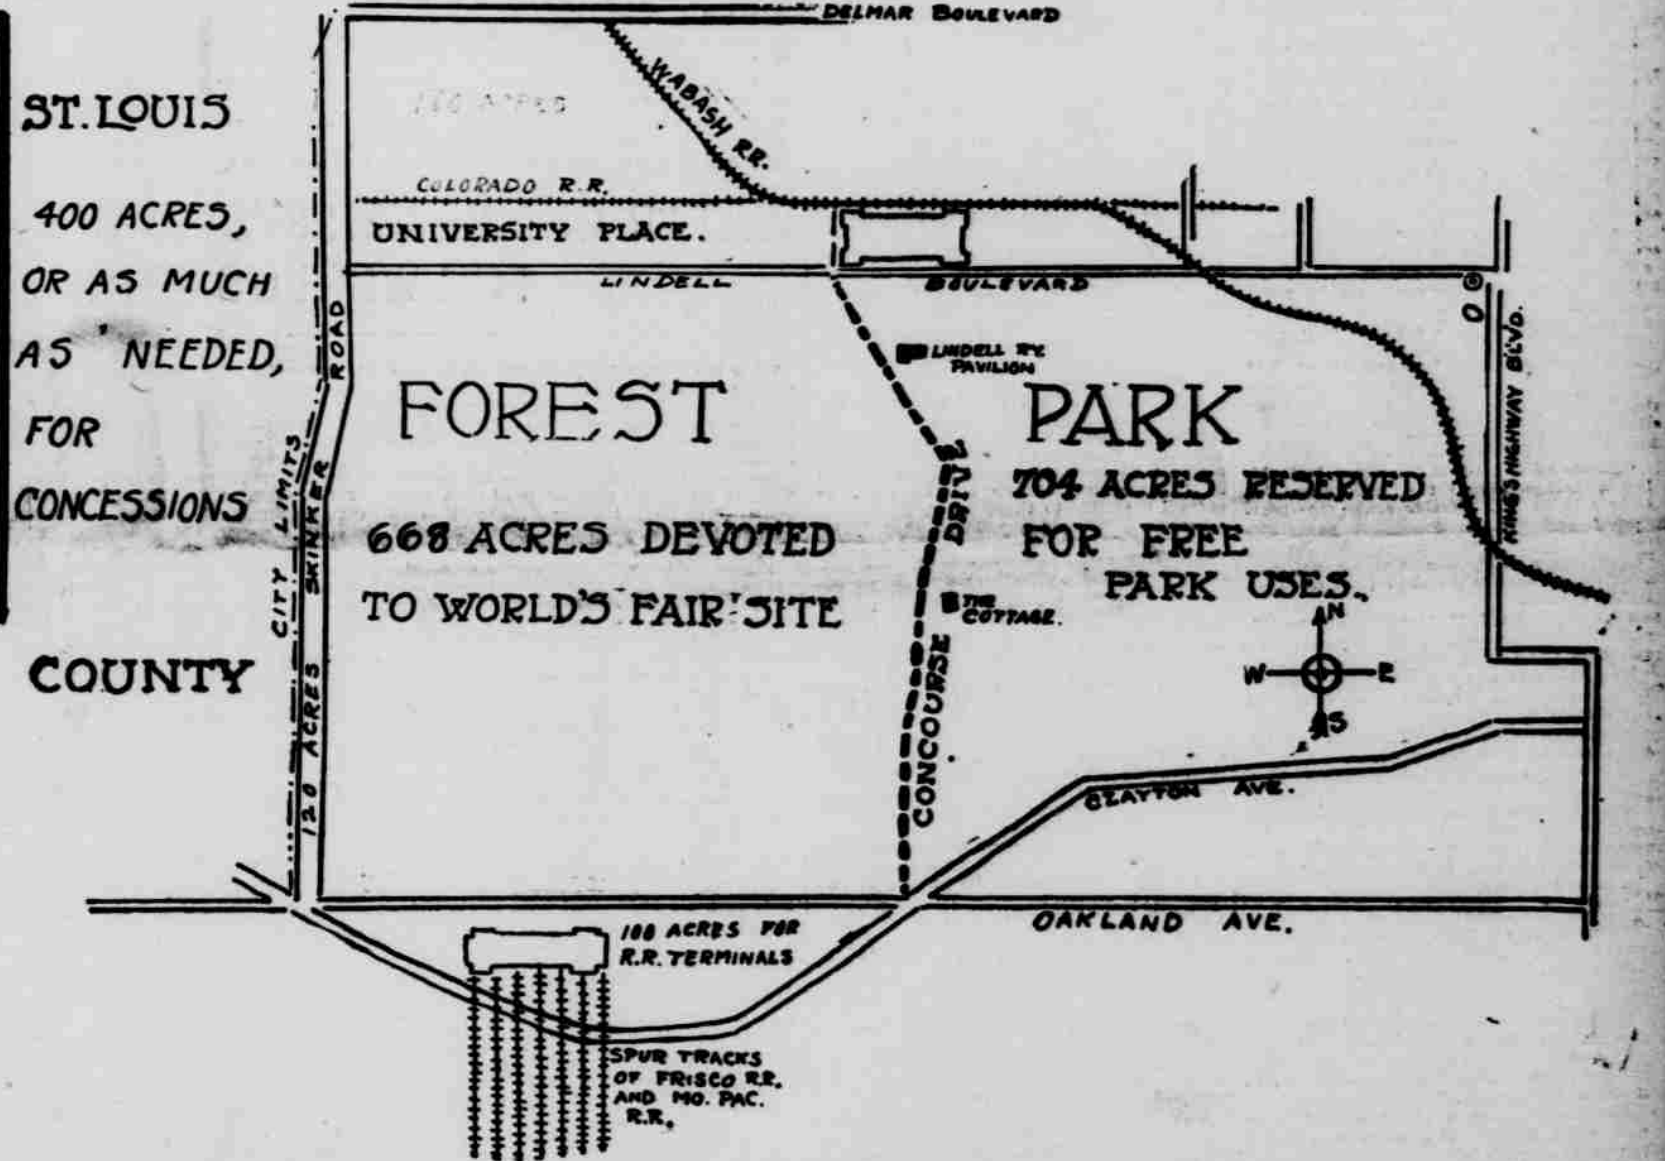 DELMAR BOULEVARD
ST. LOUIS
400 ACRES,
OR AS MUCH
AS NEEDED,
FOR
CONCESSIONS
COUNTY
CITY LIMITS
120 ACRES SKINKER ROAD
ACRES
WABASH RR.
COLORADO R.R.
UNIVERSITY PLACE.
LINDELL BOULEVARD
LINDELL RY.
PAVILION
KINGSHIGHWAY BLVD.
FOREST PARK
668 ACRES DEVOTED
TO WORLD'S FAIR SITE
704 ACRES RESERVED
FOR FREE
PARK USES.
CONCOURSE DRIVE
THE
COTTAGE.
N
W E
S
CLAYTON AVE.
OAKLAND AVE.
100 ACRES FOR
R.R. TERMINALS
SPUR TRACKS
OF FRISCO R.R.
AND MO. PAC.
R.R.